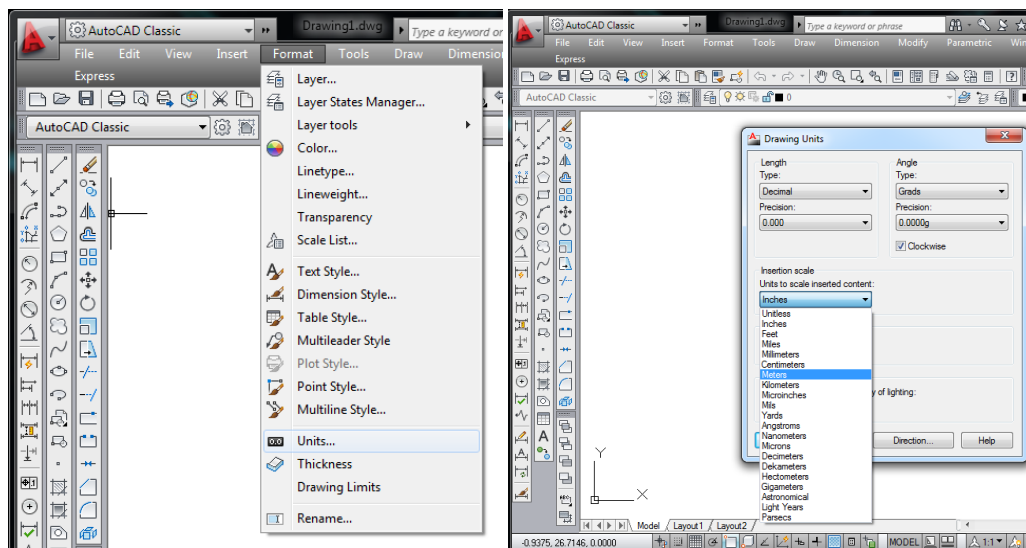 AutoCAD Classic
Drawing1.dwg
Type a keyword or
File Edit View Insert Format Tools Draw Dimension
Express
AutoCAD Classic
Layer...
Layer States Manager...
Layer tools
Color...
Linetype...
Lineweight...
Transparency
Scale List...
Text Style...
Dimension Style...
Table Style...
Multileader Style
Plot Style...
Point Style...
Multiline Style...
0.0 Units...
Thickness
Drawing Limits
Rename...
A
AutoCAD Classic
Drawing1.dwg
Type a keyword or phrase
File Edit View Insert Format Tools Draw Dimension Modify Parametric Win
Express
AutoCAD Classic
0
Drawing Units
Length
Type:
Decimal
Precision:
0.000
Angle
Type:
Grads
Precision:
0.0000g
Clockwise
Insertion scale
Units to scale inserted content:
Inches
Unitless
Inches
Feet
Miles
Millimeters
Centimeters
Meters
Kilometers
Microinches
Mils
Yards
Angstroms
Nanometers
Microns
Decimeters
Dekameters
Hectometers
Gigameters
Astronomical
Light Years
Parsecs
y of lighting:
Direction... Help
A
Y
X
Model Layout1 Layout2
-0.9375, 26.7146, 0.0000
MODEL
1:1